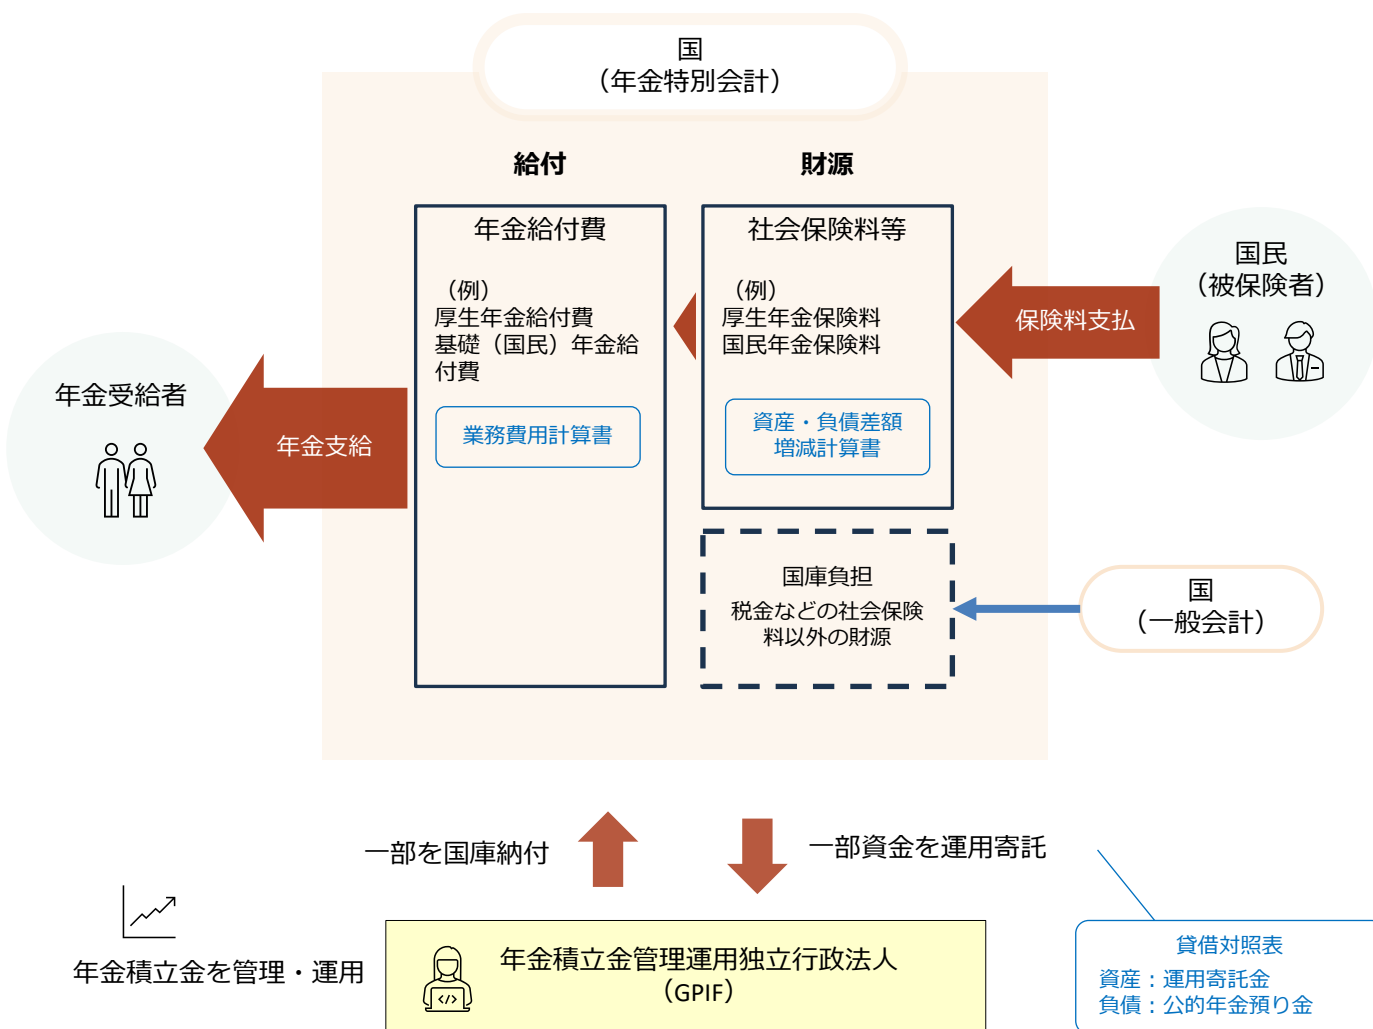 国
（年金特別会計）
給付
財源
年金給付費
（例）
厚生年金給付費
基礎（国民）年金給
付費
業務費用計算書
社会保険料等
（例）
厚生年金保険料
国民年金保険料
資産・負債差額
増減計算書
国民
（被保険者）
保険料支払
年金受給者
年金支給
国庫負担
税金などの社会保険
料以外の財源
国
（一般会計）
一部を国庫納付
一部資金を運用寄託
年金積立金を管理・運用
年金積立金管理運用独立行政法人
（GPIF）
</>
貸借対照表
資産：運用寄託金
負債：公的年金預り金